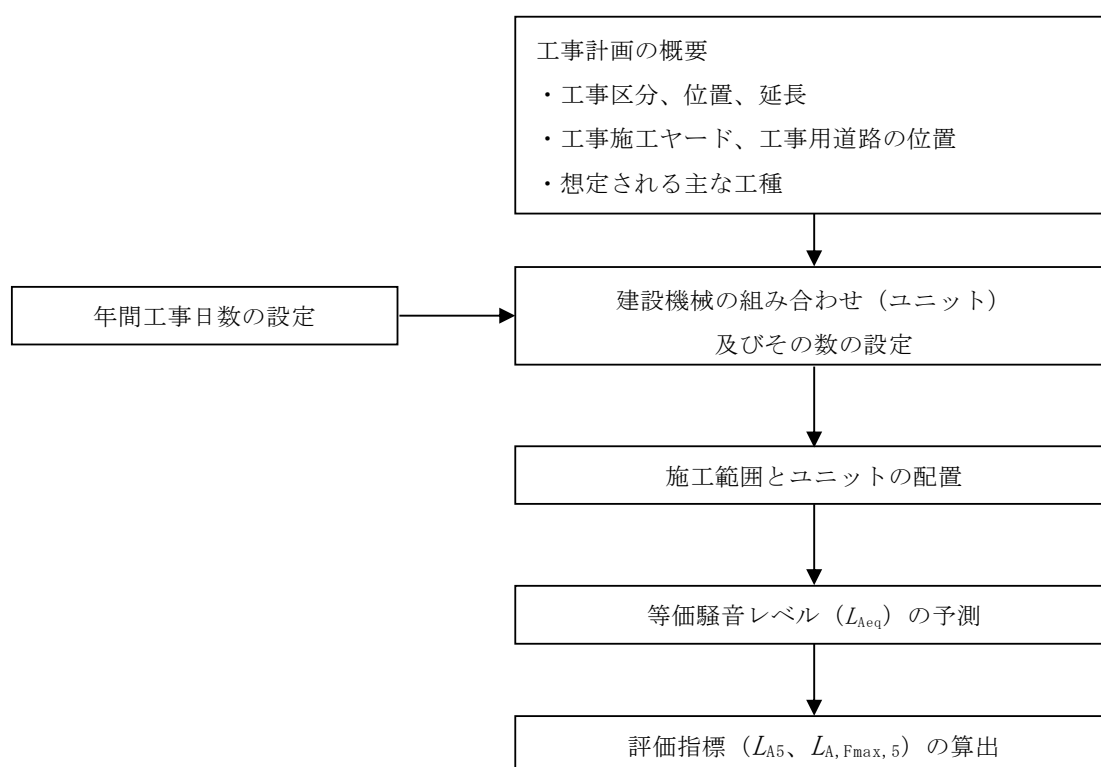 工事計画の概要
・工事区分、位置、延長
・工事施工ヤード、工事用道路の位置
・想定される主な工種
年間工事日数の設定
建設機械の組み合わせ（ユニット）
及びその数の設定
施工範囲とユニットの配置
等価騒音レベル（LAeq）の予測
評価指標（LA5、LA,Fmax,5）の算出